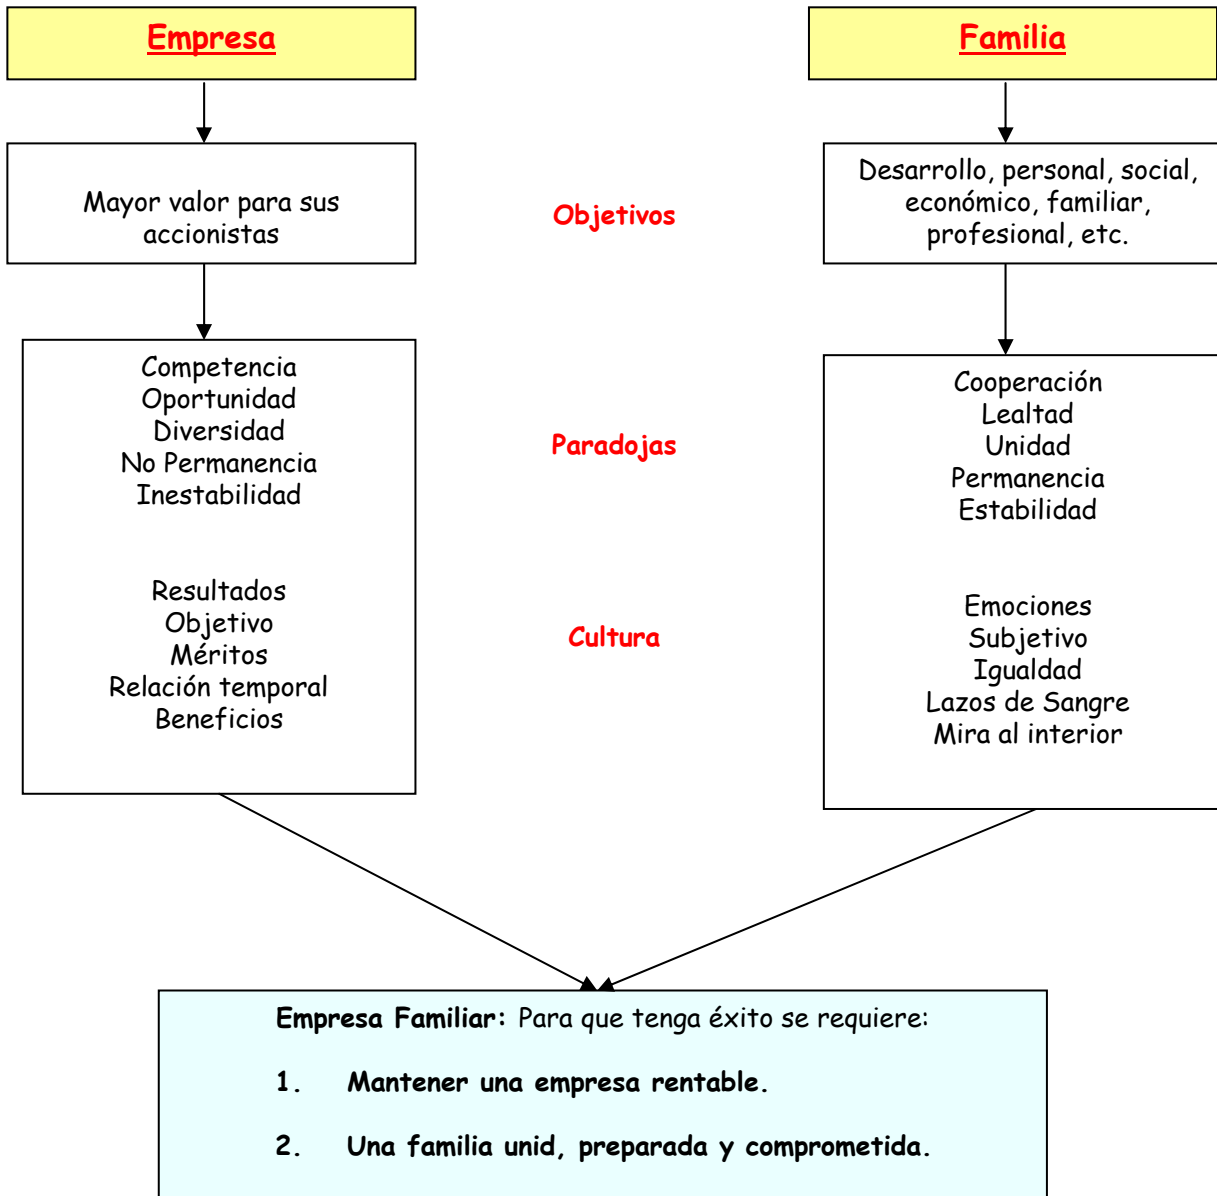 Empresa
Familia
Mayor valor para sus
accionistas
Objetivos
Desarrollo, personal, social,
económico, familiar,
profesional, etc.
Competencia
Oportunidad
Diversidad
No Permanencia
Inestabilidad
Resultados
Objetivo
Méritos
Relación temporal
Beneficios
Paradojas
Cultura
Cooperación
Lealtad
Unidad
Permanencia
Estabilidad
Emociones
Subjetivo
Igualdad
Lazos de Sangre
Mira al interior
Empresa Familiar: Para que tenga éxito se requiere:
1. Mantener una empresa rentable.
2. Una familia unid, preparada y comprometida.